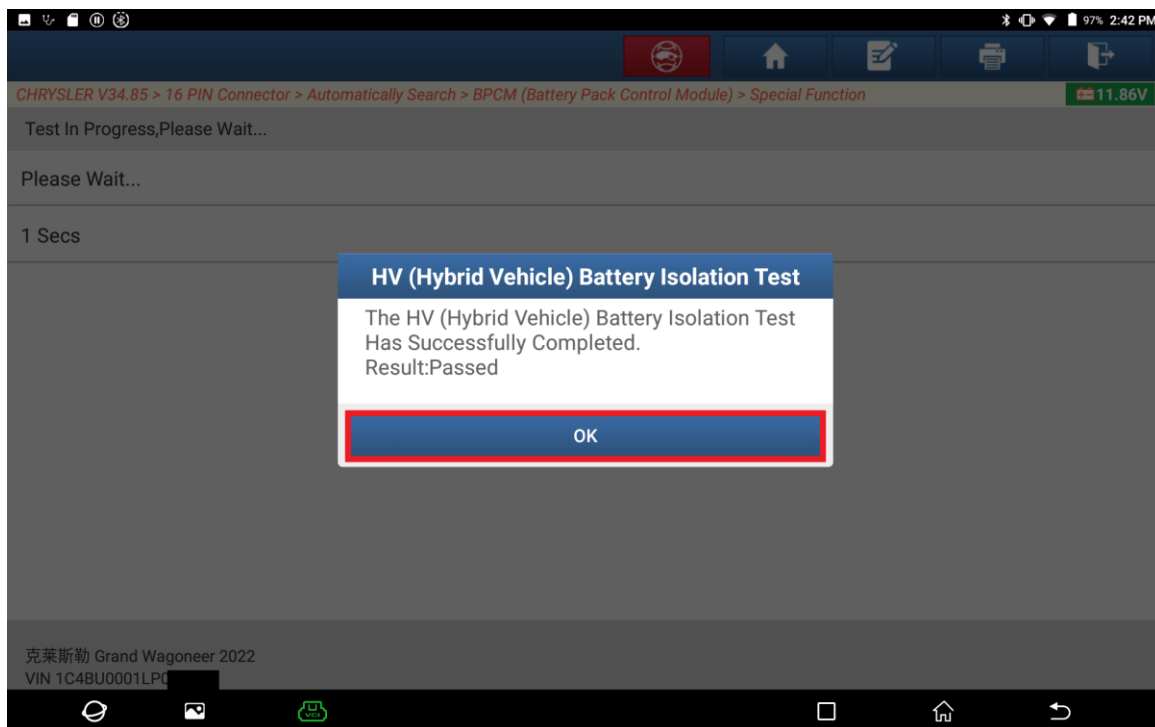 97% 2:42 PM
CHRYSLER V34.85 > 16 PIN Connector > Automatically Search > BPCM (Battery Pack Control Module) > Special Function
11.86V
Test In Progress,Please Wait...
Please Wait...
1 Secs
HV (Hybrid Vehicle) Battery Isolation Test
The HV (Hybrid Vehicle) Battery Isolation Test
Has Successfully Completed.
Result:Passed
OK
克莱斯勒 Grand Wagoneer 2022
VIN 1C4BU0001LP0
VCI